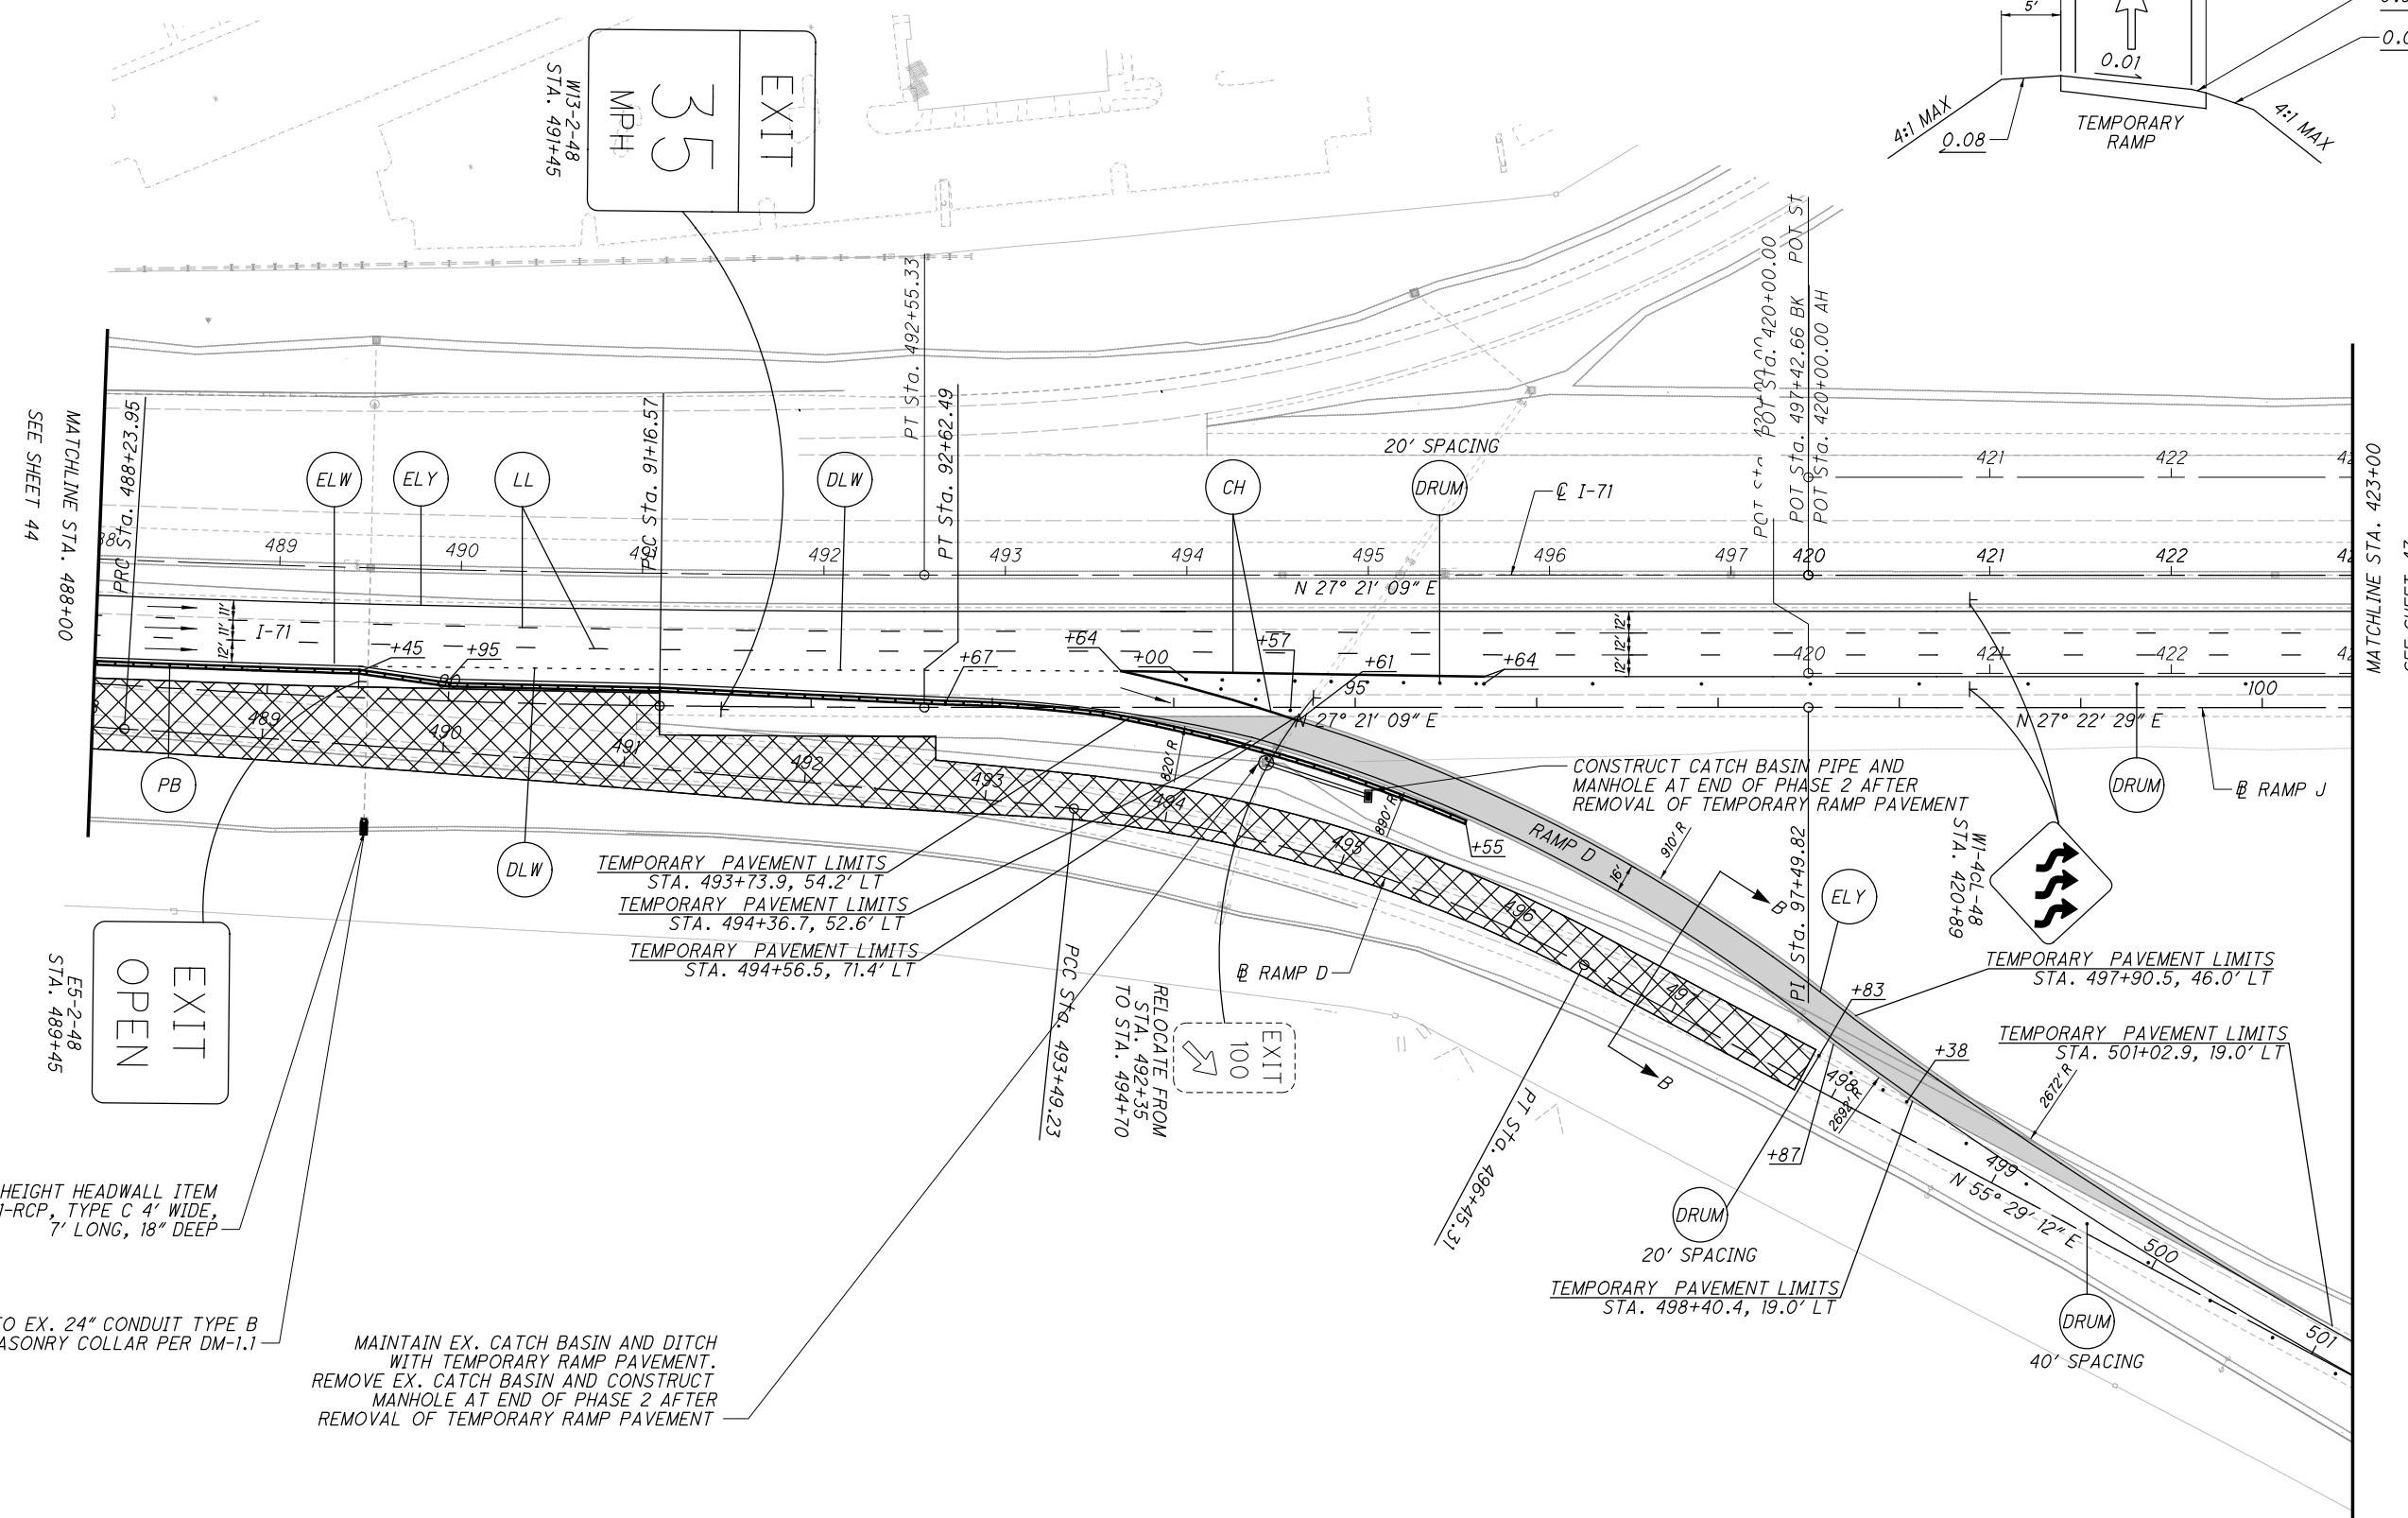 EXIT
35
MPH
W13-2-48
STA. 491+45
5'
0.01
4:1 MAX
4:1 MAX
0.08
TEMPORARY
RAMP
MATCHLINE STA. 488+00
SEE SHEET 44
PRC Sta. 488+23.95
PCC Sta. 91+16.57
PT Sta. 492+55.33
PT Sta. 92+62.49
POT Sta. 420+00.00
POT Sta. 497+42.66 BK
POT St
POT Sta. 420+00.00 AH
MATCHLINE STA. 423+00
ELW
ELY
LL
DLW
CH
DRUM
20' SPACING
℄ I-71
421
422
489
490
492
493
494
495
496
497
420
421
422
N 27° 21' 09" E
12' 11' 11'
I-71
12' 12' 12'
+45
+95
+67
+64
+00
+57
+61
+64
420
421
422
90
95
100
N 27° 21' 09" E
N 27° 22' 29" E
489
490
491
492
493
494
495
496
497
498
499
500
501
PB
DLW
820' R
890' R
CONSTRUCT CATCH BASIN PIPE AND
MANHOLE AT END OF PHASE 2 AFTER
REMOVAL OF TEMPORARY RAMP PAVEMENT
DRUM
℄ RAMP J
RAMP D
16'
910' R
+55
B
B
PI Sta. 97+49.82
ELY
W1-4cL-48
STA. 420+89
TEMPORARY PAVEMENT LIMITS
STA. 493+73.9, 54.2' LT
TEMPORARY PAVEMENT LIMITS
STA. 494+36.7, 52.6' LT
TEMPORARY PAVEMENT LIMITS
STA. 494+56.5, 71.4' LT
℄ RAMP D
TEMPORARY PAVEMENT LIMITS
STA. 497+90.5, 46.0' LT
+83
TEMPORARY PAVEMENT LIMITS
STA. 501+02.9, 19.0' LT
+38
EXIT
OPEN
E5-2-48
STA. 489+45
PCC Sta. 493+49.23
RELOCATE FROM
STA. 492+35
TO STA. 494+70
EXIT
100
PT Sta. 496+45.31
2692' R
2672' R
+87
N 55° 29' 12" E
DRUM
20' SPACING
TEMPORARY PAVEMENT LIMITS
STA. 498+40.4, 19.0' LT
DRUM
40' SPACING
HEIGHT HEADWALL ITEM
-RCP, TYPE C 4' WIDE,
7' LONG, 18" DEEP
TO EX. 24" CONDUIT TYPE B
ASONRY COLLAR PER DM-1.1
MAINTAIN EX. CATCH BASIN AND DITCH
WITH TEMPORARY RAMP PAVEMENT.
REMOVE EX. CATCH BASIN AND CONSTRUCT
MANHOLE AT END OF PHASE 2 AFTER
REMOVAL OF TEMPORARY RAMP PAVEMENT